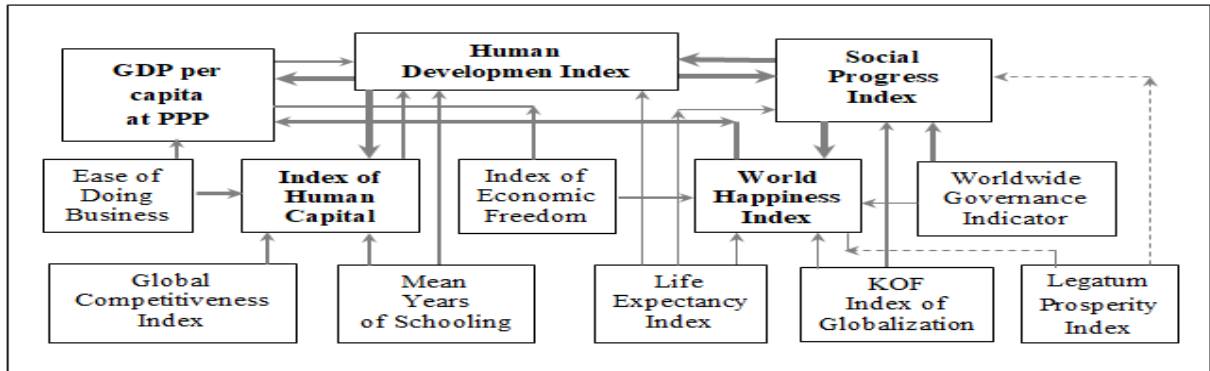 GDP per
capita
at PPP
Human
Developmen Index
Social
Progress
Index
Ease of
Doing
Business
Index of
Human
Capital
Index of
Economic
Freedom
World
Happiness
Index
Worldwide
Governance
Indicator
Global
Competitiveness
Index
Mean
Years
of Schooling
Life
Expectancy
Index
KOF
Index of
Globalization
Legatum
Prosperity
Index